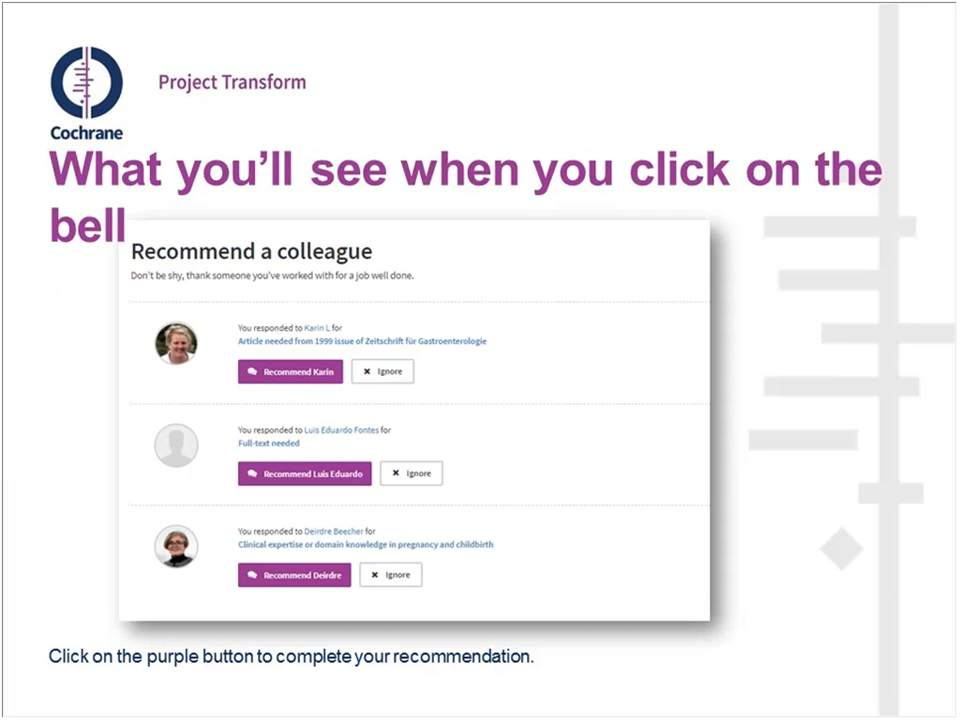 Project Transform
Cochrane
What you'll see when you click on the
bell
Recommend a colleague
Don't be shy, thank someone you've worked with for a job well done.
You responded to Karin L for
Article needed from 1999 issue of Zeitschrift für Gastroenterologie
Recommend Karin
Ignore
You responded to Luis Eduardo Fontes for
Full-text needed
Recommend Luis Eduardo
Ignore
You responded to Deirdre Beecher for
Clinical expertise or domain knowledge in pregnancy and childbirth
Recommend Deirdre
Ignore
Click on the purple button to complete your recommendation.